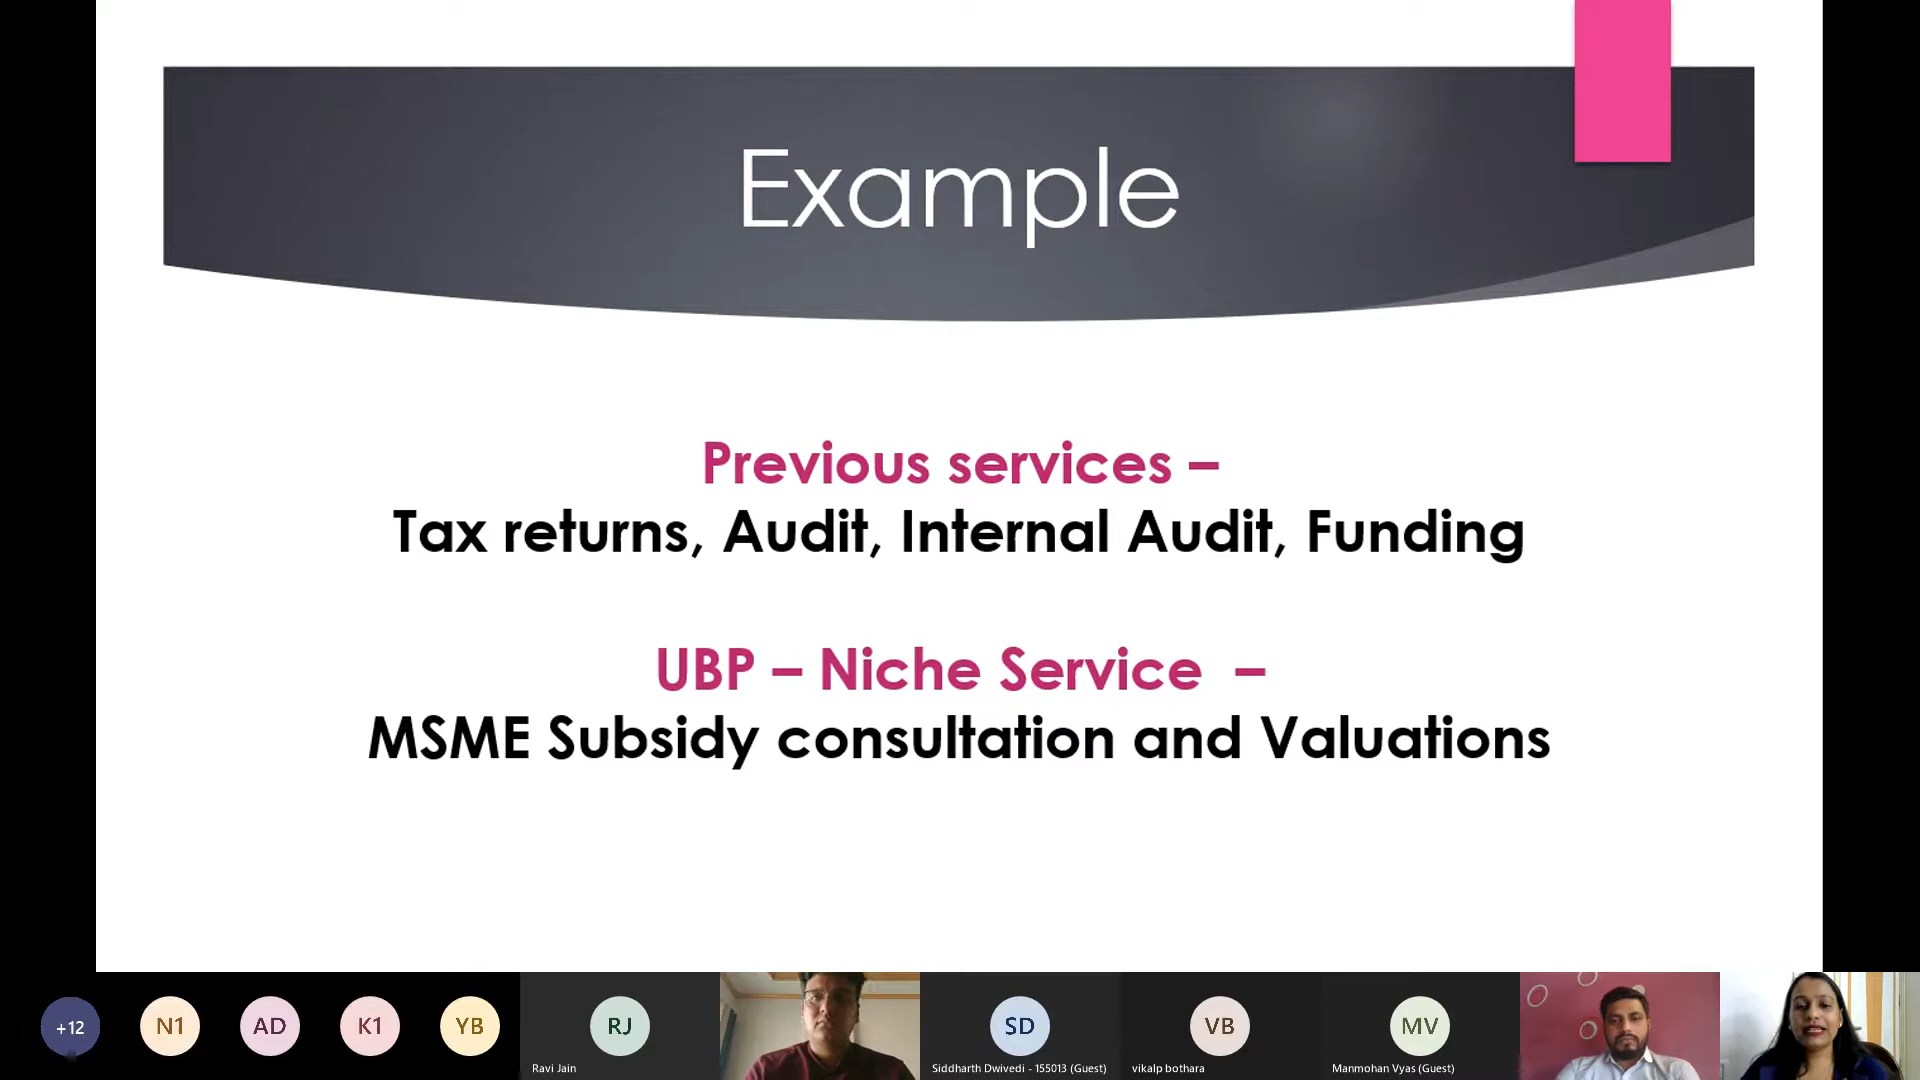 Example
Previous services –
Tax returns, Audit, Internal Audit, Funding
UBP – Niche Service –
MSME Subsidy consultation and Valuations
+12
N1
AD
K1
YB
RJ
Ravi Jain
SD
Siddharth Dwivedi - 155013 (Guest)
VB
vikalp bothara
MV
Manmohan Vyas (Guest)